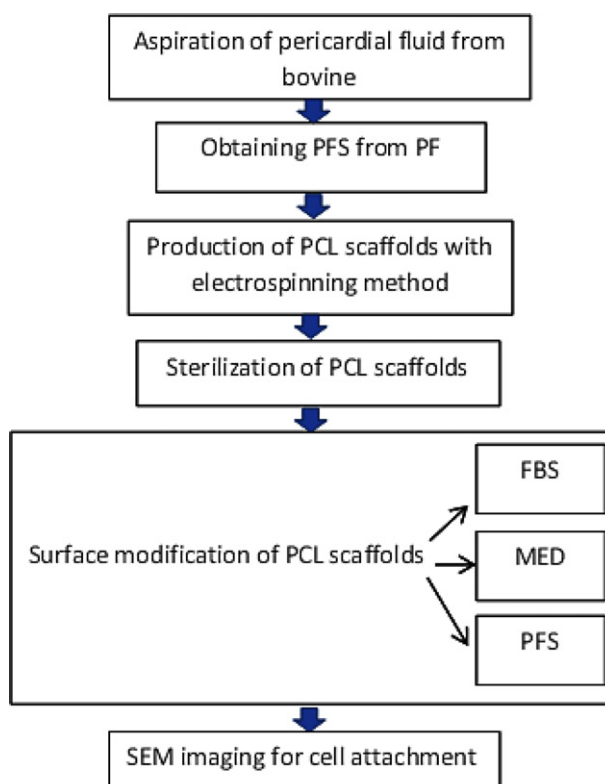 Aspiration of pericardial fluid from
bovine
Obtaining PFS from PF
Production of PCL scaffolds with
electrospinning method
Sterilization of PCL scaffolds
Surface modification of PCL scaffolds
FBS
MED
PFS
SEM imaging for cell attachment